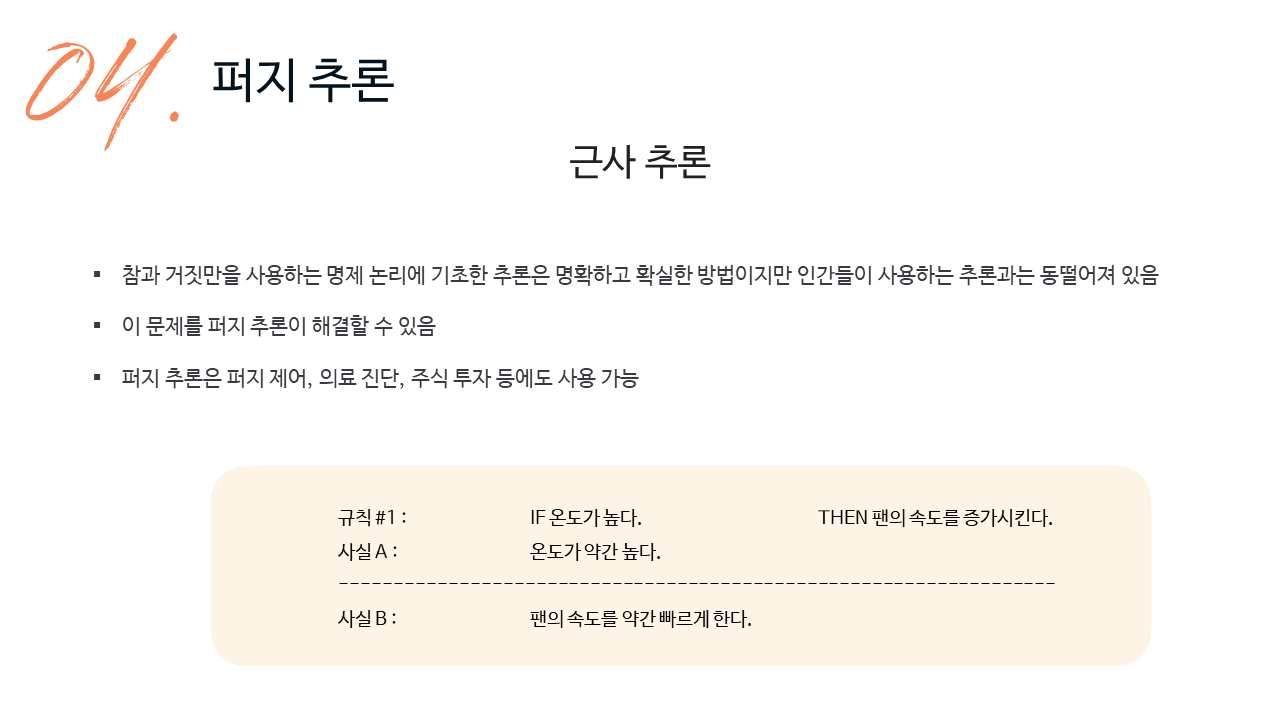 04.
퍼지 추론
근사 추론
▪ 참과 거짓만을 사용하는 명제 논리에 기초한 추론은 명확하고 확실한 방법이지만 인간들이 사용하는 추론과는 동떨어져 있음
▪ 이 문제를 퍼지 추론이 해결할 수 있음
▪ 퍼지 추론은 퍼지 제어, 의료 진단, 주식 투자 등에도 사용 가능
규칙 #1 : IF 온도가 높다. THEN 팬의 속도를 증가시킨다.
사실 A : 온도가 약간 높다.
------------------------------------------------------------------
사실 B : 팬의 속도를 약간 빠르게 한다.